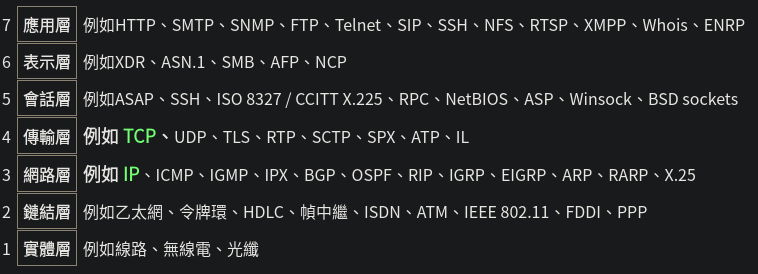 7 應用層 例如HTTP、SMTP、SNMP、FTP、Telnet、SIP、SSH、NFS、RTSP、XMPP、Whois、ENRP
6 表示層 例如XDR、ASN.1、SMB、AFP、NCP
5 會話層 例如ASAP、SSH、ISO 8327 / CCITT X.225、RPC、NetBIOS、ASP、Winsock、BSD sockets
4 傳輸層 例如 TCP、UDP、TLS、RTP、SCTP、SPX、ATP、IL
3 網路層 例如 IP、ICMP、IGMP、IPX、BGP、OSPF、RIP、IGRP、EIGRP、ARP、RARP、X.25
2 鏈結層 例如乙太網、令牌環、HDLC、幀中繼、ISDN、ATM、IEEE 802.11、FDDI、PPP
1 實體層 例如線路、無線電、光纖